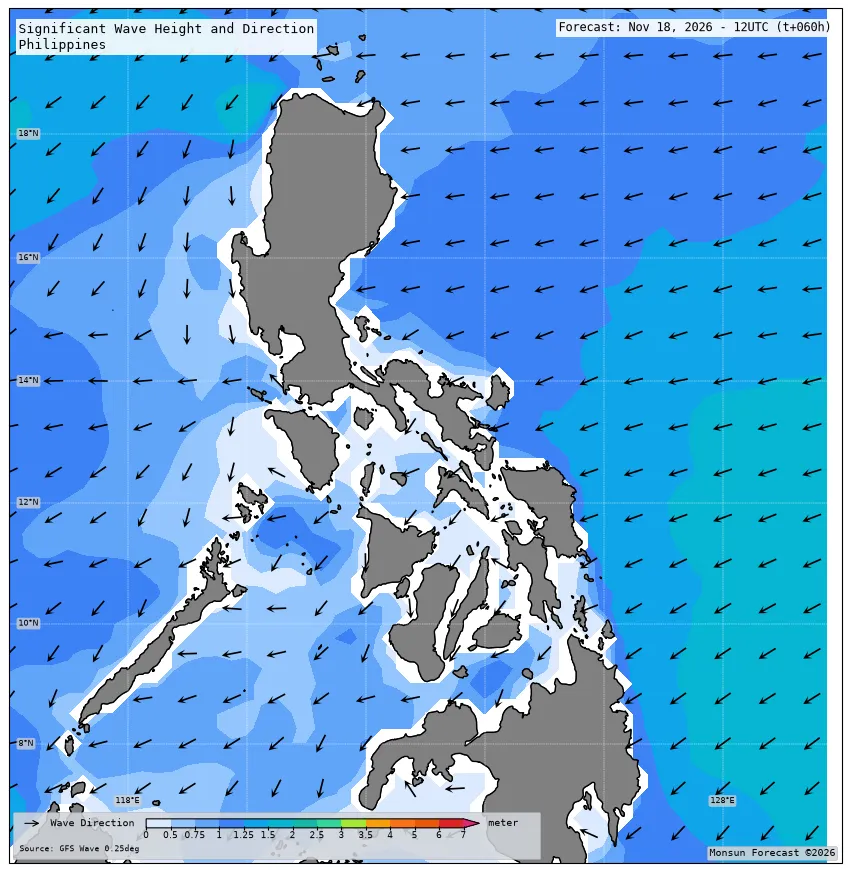 Significant Wave Height and Direction
Philippines
Forecast: Nov 18, 2026 - 12UTC (t+060h)
18°N
16°N
14°N
12°N
10°N
8°N
118°E
128°E
Wave Direction
0 0.5 0.75 1 1.25 1.5 2 2.5 3 3.5 4 5 6 7
meter
Source: GFS Wave 0.25deg
Monsun Forecast ©2026